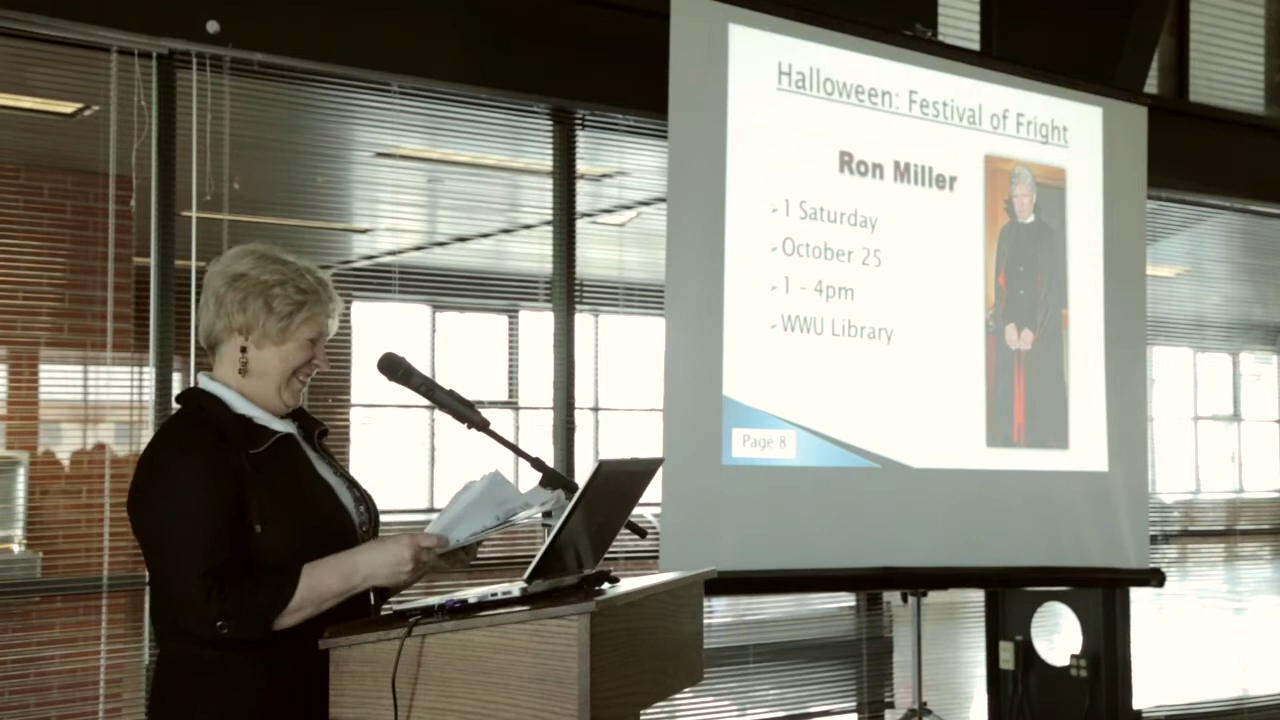 Halloween: Festival of Fright
Ron Miller
1 Saturday
October 25
1 - 4pm
WWU Library
Page 8